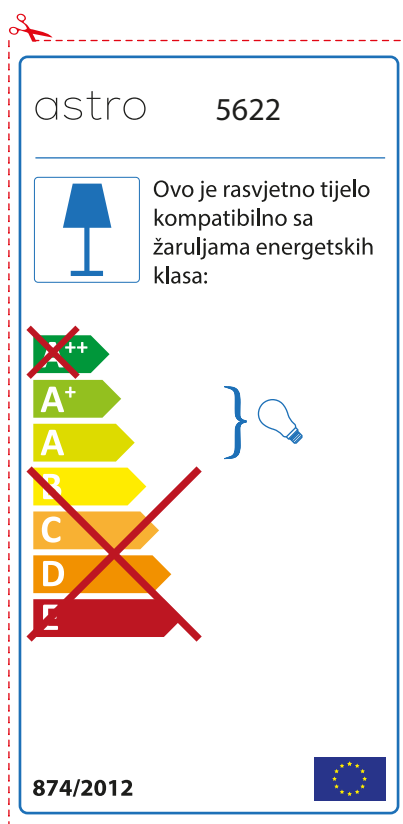 astro 5622
Ovo je rasvjetno tijelo
kompatibilno sa
žaruljama energetskih
klasa:
A++
A+
A
B
C
D
E
874/2012